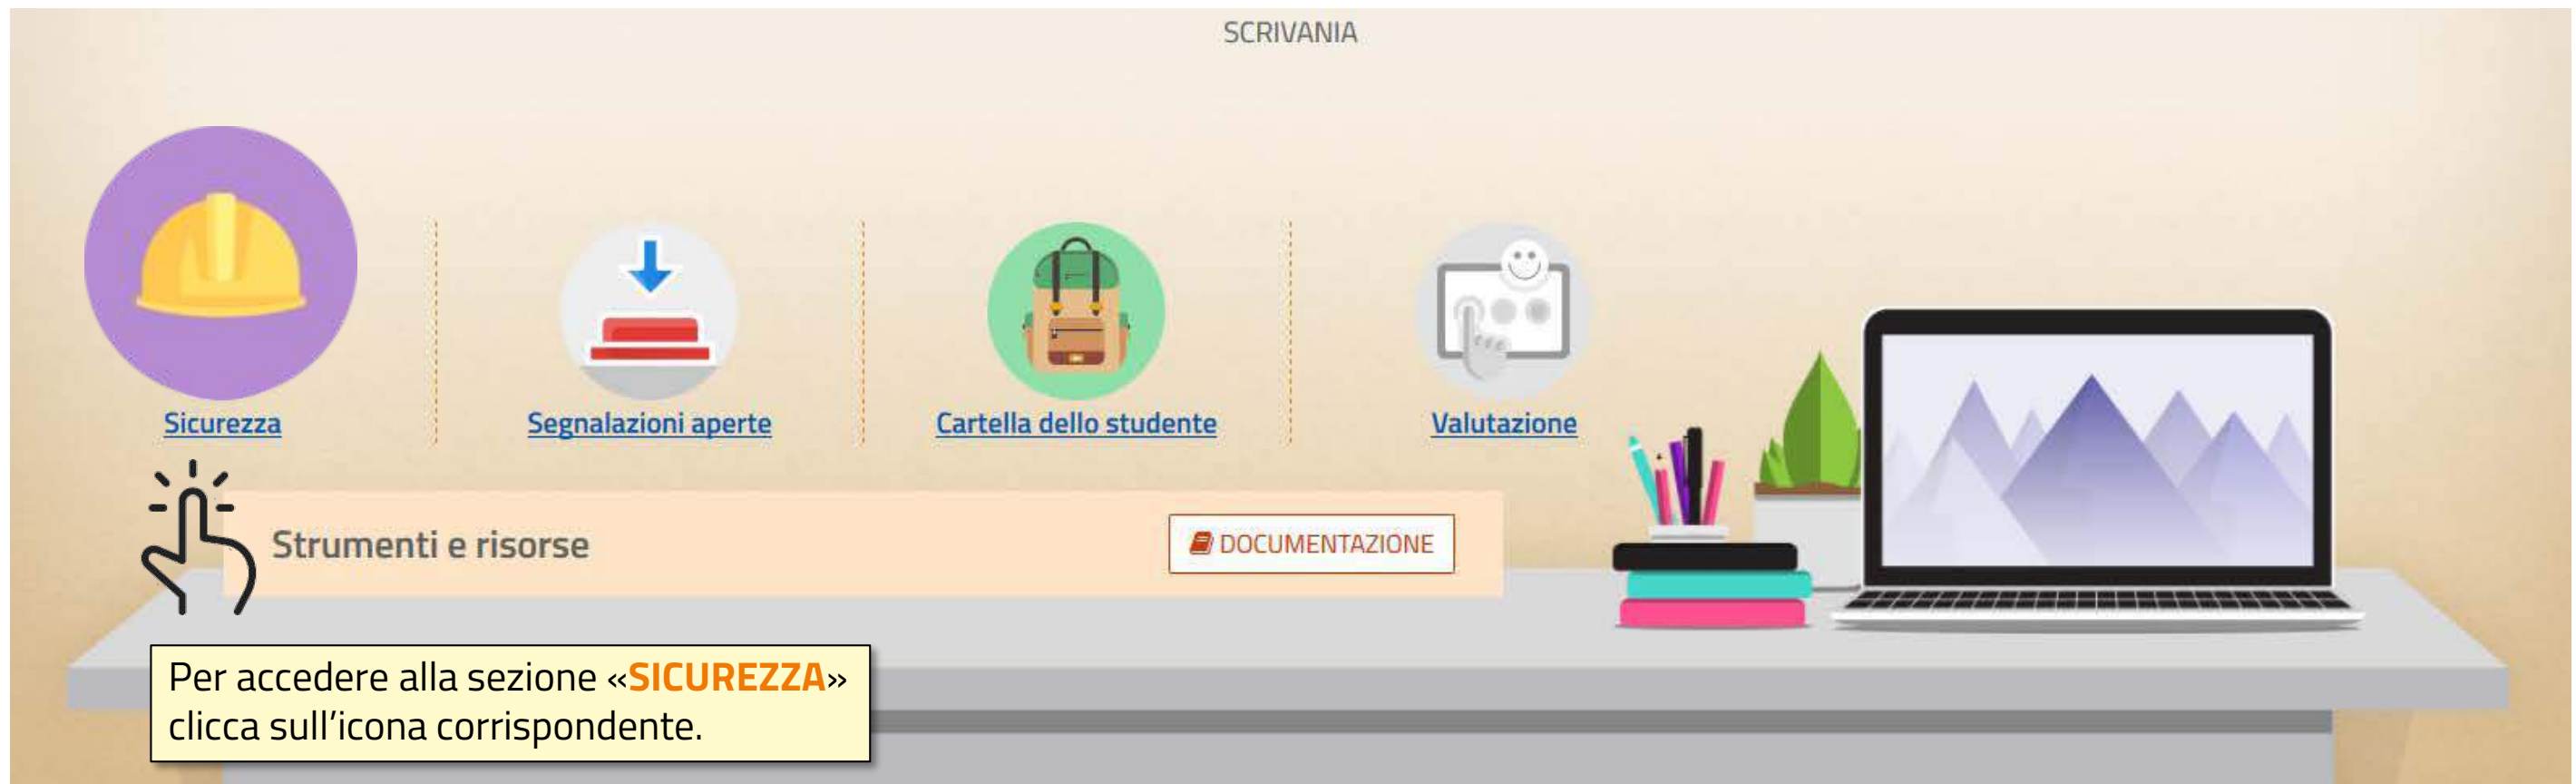 SCRIVANIA
Sicurezza
Segnalazioni aperte
Cartella dello studente
Valutazione
Strumenti e risorse
DOCUMENTAZIONE
Per accedere alla sezione «SICUREZZA»
clicca sull’icona corrispondente.